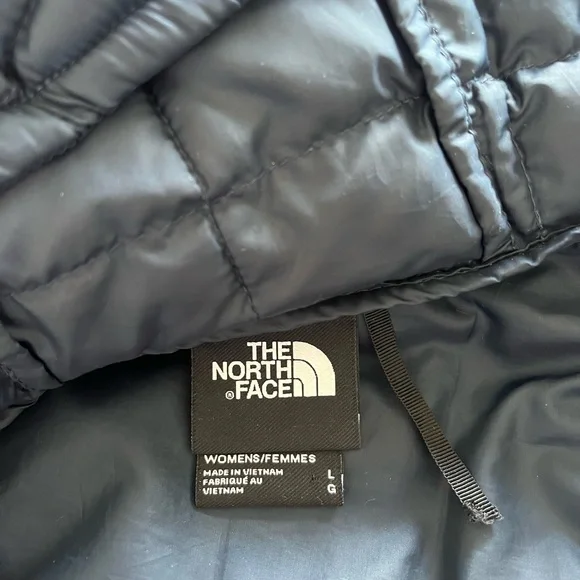 THE
NORTH
FACE®
WOMENS/FEMMES
MADE IN VIETNAM L
FABRIQUÉ AU G
VIETNAM